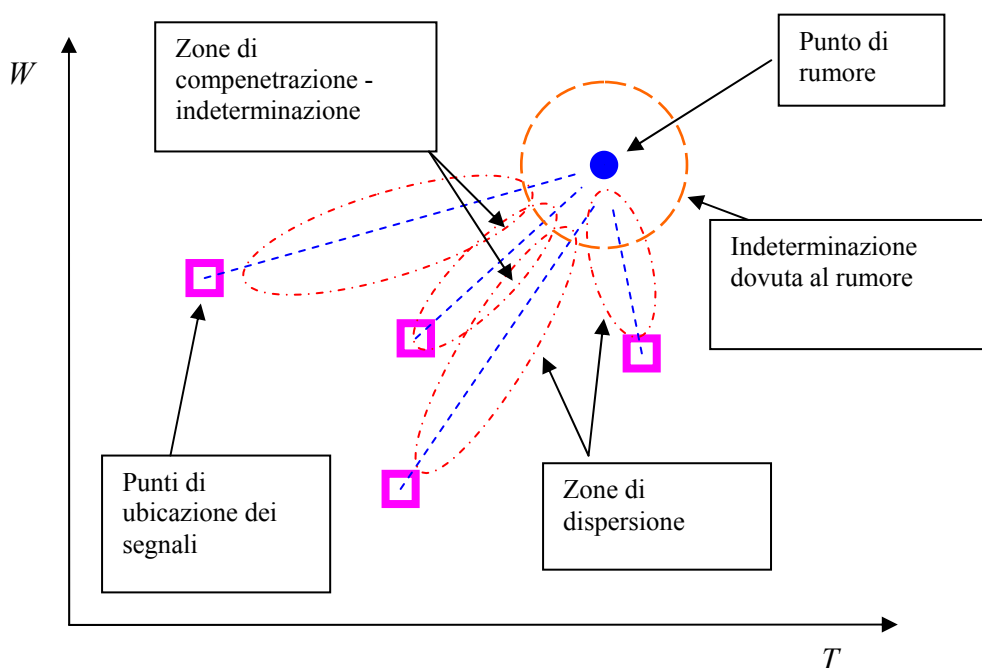 W
Zone di
compenetrazione -
indeterminazione
Punto di
rumore
Indeterminazione
dovuta al rumore
Punti di
ubicazione dei
segnali
Zone di
dispersione
T